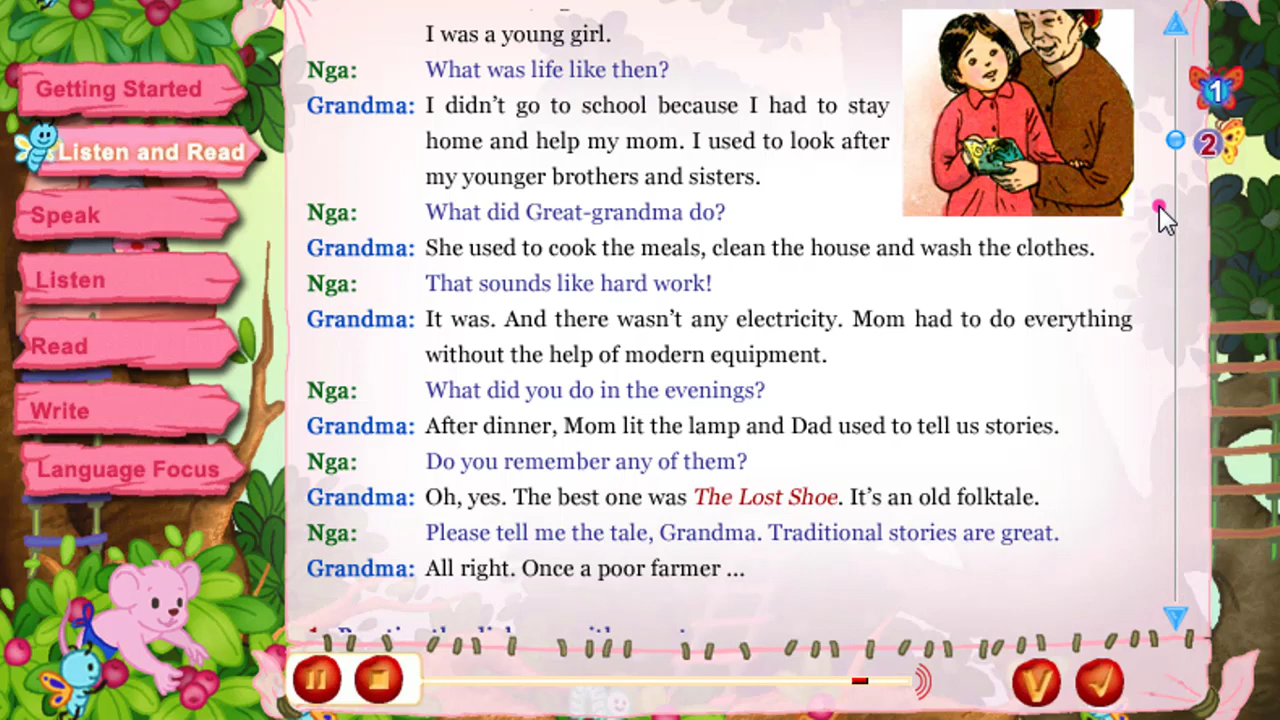 Getting Started
Listen and Read
Speak
Listen
Read
Write
Language Focus
I was a young girl.
Nga: What was life like then?
Grandma: I didn't go to school because I had to stay
home and help my mom. I used to look after
my younger brothers and sisters.
Nga: What did Great-grandma do?
Grandma: She used to cook the meals, clean the house and wash the clothes.
Nga: That sounds like hard work!
Grandma: It was. And there wasn't any electricity. Mom had to do everything
without the help of modern equipment.
Nga: What did you do in the evenings?
Grandma: After dinner, Mom lit the lamp and Dad used to tell us stories.
Nga: Do you remember any of them?
Grandma: Oh, yes. The best one was The Lost Shoe. It's an old folktale.
Nga: Please tell me the tale, Grandma. Traditional stories are great.
Grandma: All right. Once a poor farmer ...
1
2